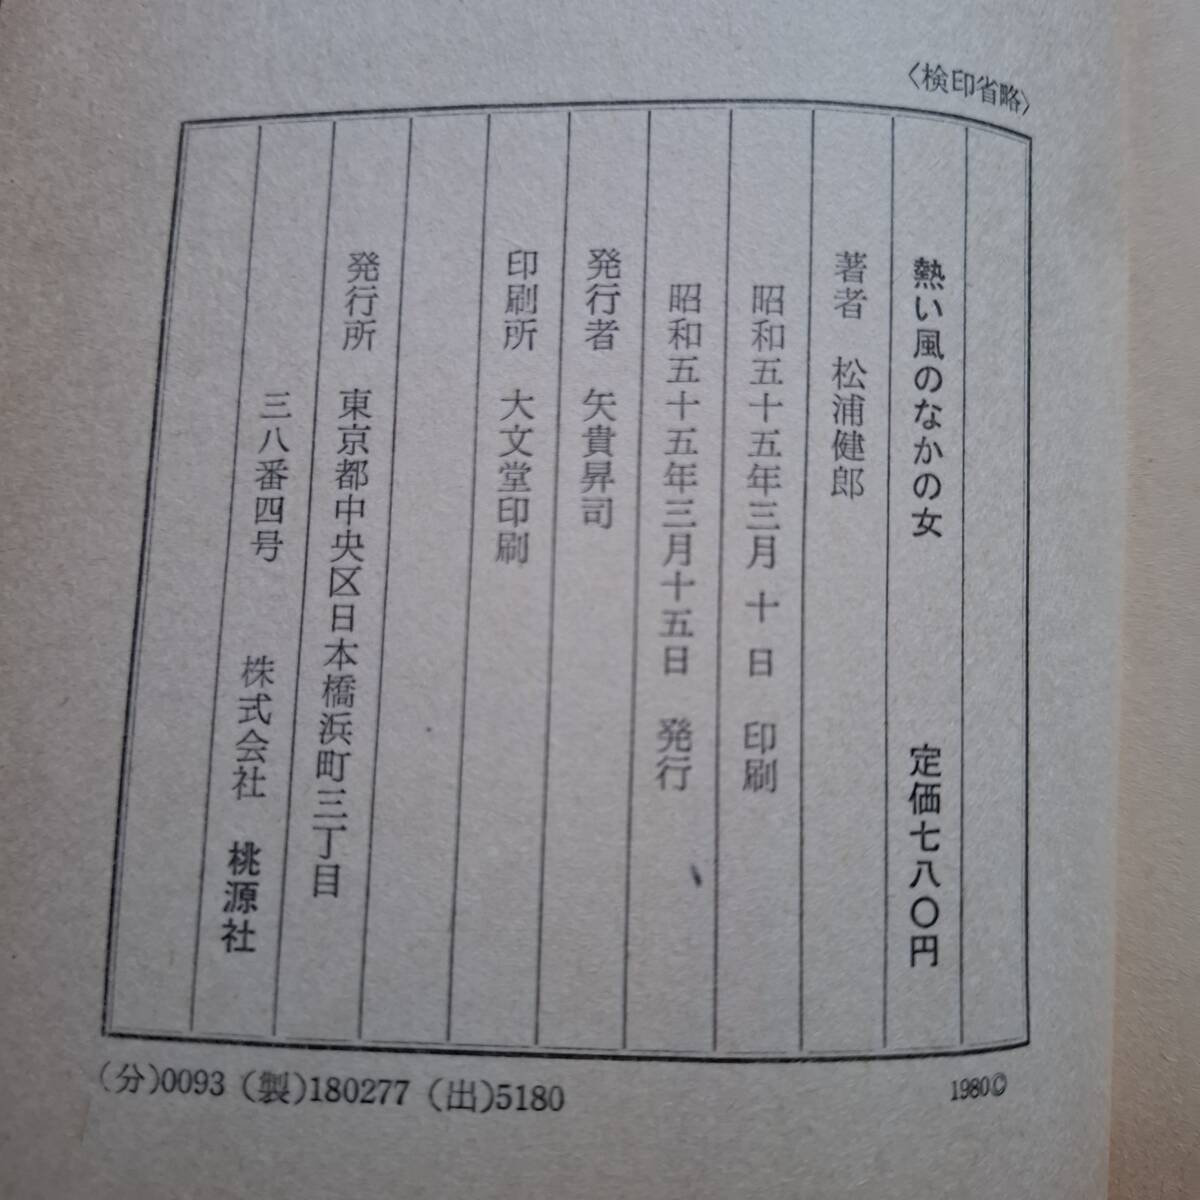 〈検印省略〉
熱い風のなかの女 定価七八〇円
著者 松浦健郎
昭和五十五年三月 十 日 印刷
昭和五十五年三月十五日 発行
発行者 矢貴昇司
印刷所 大文堂印刷
発行所 東京都中央区日本橋浜町三丁目
三八番四号 株式会社 桃源社
(分)0093 (製)180277 (出)5180
1980©